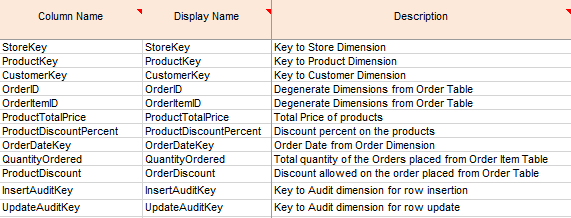 Column Name Display Name Description
StoreKey StoreKey Key to Store Dimension
ProductKey ProductKey Key to Product Dimension
CustomerKey CustomerKey Key to Customer Dimension
OrderID OrderID Degenerate Dimensions from Order Table
OrderItemID OrderItemID Degenerate Dimensions from Order Table
ProductTotalPrice ProductTotalPrice Total Price of products
ProductDiscountPercent ProductDiscountPercent Discount percent on the products
OrderDateKey OrderDateKey Order Date from Order Dimension
QuantityOrdered QuantityOrdered Total quantity of the Orders placed from Order Item Table
ProductDiscount OrderDiscount Discount allowed on the order placed from Order Table
InsertAuditKey InsertAuditKey Key to Audit dimension for row insertion
UpdateAuditKey UpdateAuditKey Key to Audit dimension for row update